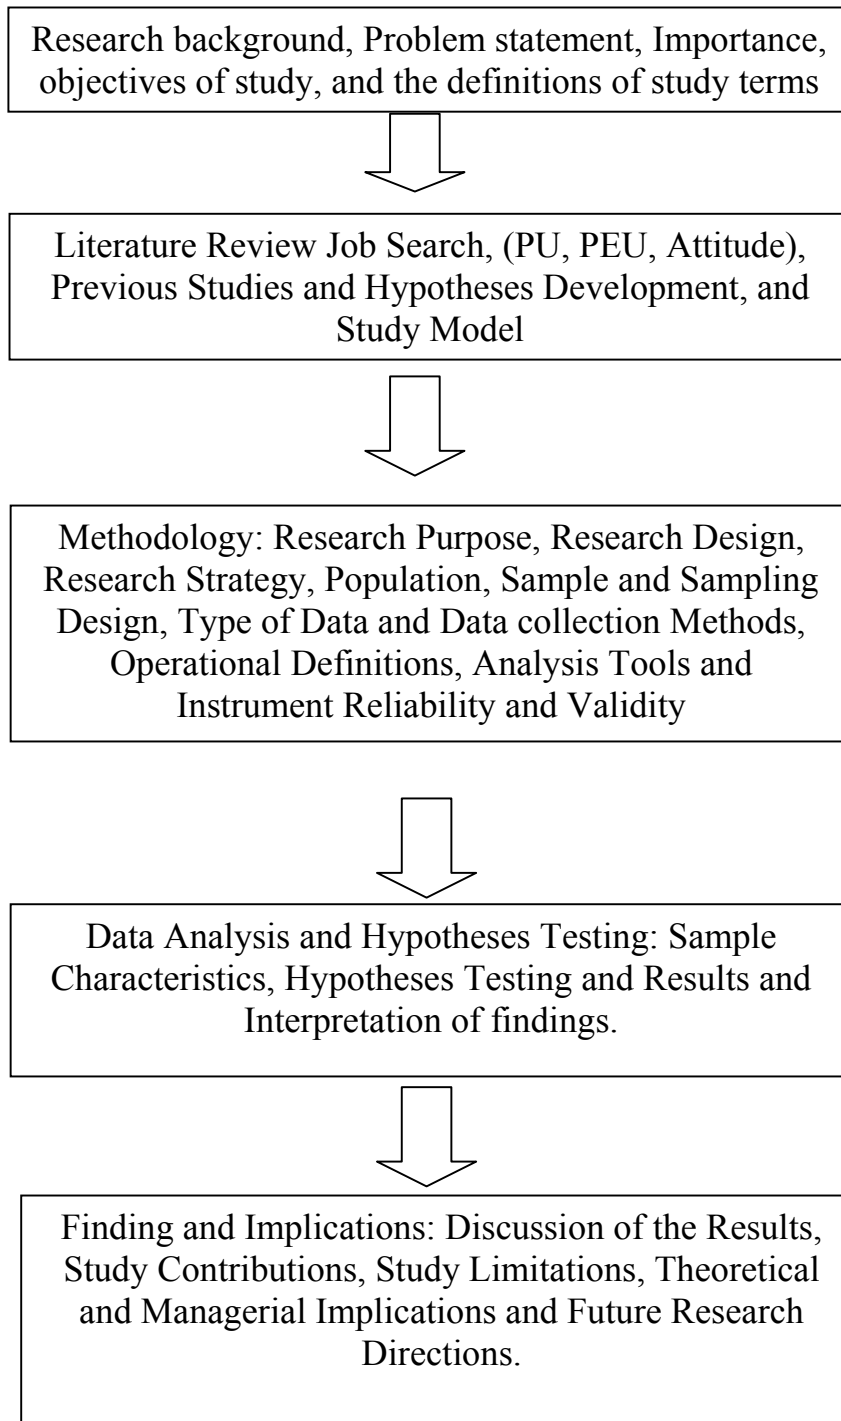 Research background, Problem statement, Importance,
objectives of study, and the definitions of study terms
Literature Review Job Search, (PU, PEU, Attitude),
Previous Studies and Hypotheses Development, and
Study Model
Methodology: Research Purpose, Research Design,
Research Strategy, Population, Sample and Sampling
Design, Type of Data and Data collection Methods,
Operational Definitions, Analysis Tools and
Instrument Reliability and Validity
Data Analysis and Hypotheses Testing: Sample
Characteristics, Hypotheses Testing and Results and
Interpretation of findings.
Finding and Implications: Discussion of the Results,
Study Contributions, Study Limitations, Theoretical
and Managerial Implications and Future Research
Directions.